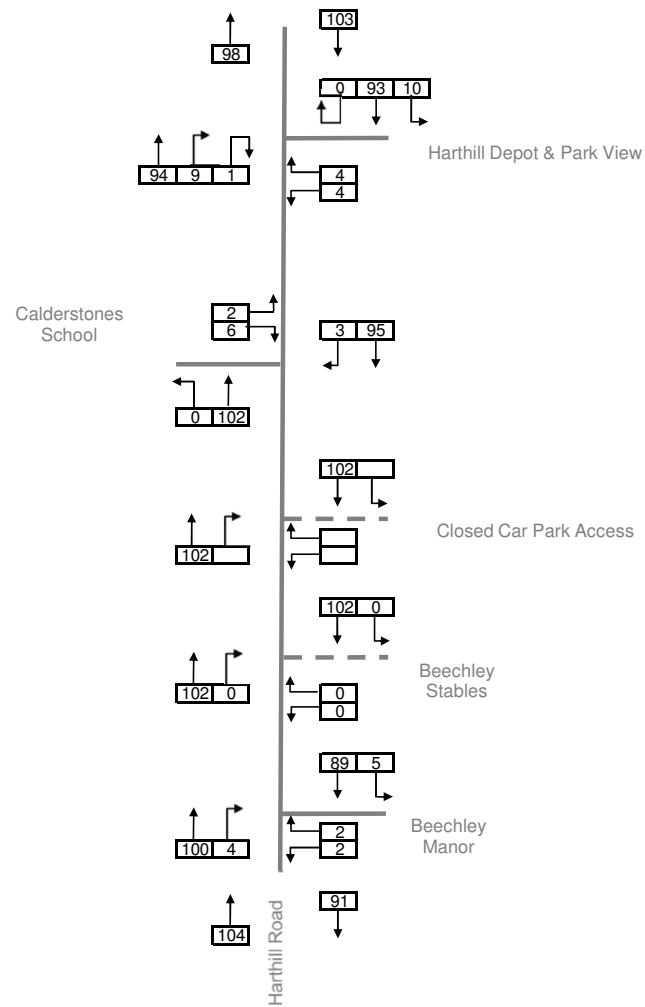 103
98
0 93 10
Harthill Depot & Park View
94 9 1
4
4
Calderstones
School
2
6
3 95
0 102
102
Closed Car Park Access
102
102 0
Beechley
Stables
102 0
0
0
89 5
Beechley
Manor
100 4
2
2
91
104
Harthill Road